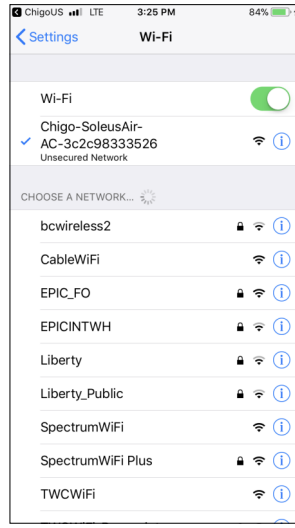 ChigoUS LTE 3:25 PM 84%
Settings Wi-Fi
Wi-Fi
Chigo-SoleusAir-
AC-3c2c98333526
Unsecured Network
CHOOSE A NETWORK...
bcwireless2
CableWiFi
EPIC_FO
EPICINTWH
Liberty
Liberty_Public
SpectrumWiFi
SpectrumWiFi Plus
TWCWiFi